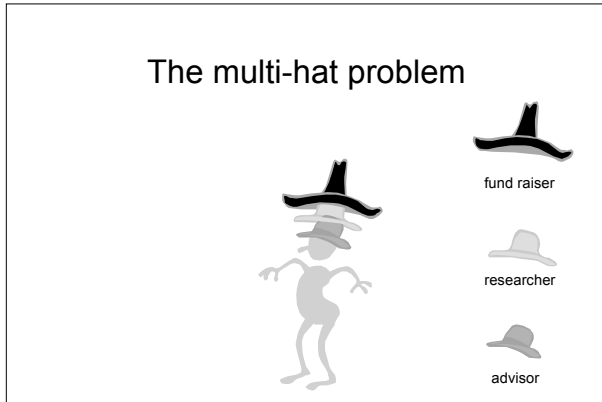 The multi-hat problem
fund raiser
researcher
advisor